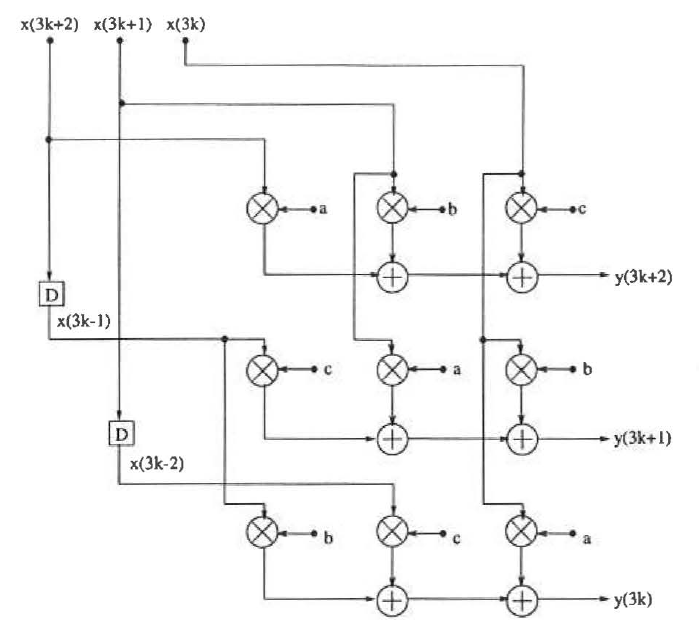 x(3k+2) x(3k+1) x(3k)
a b c
y(3k+2)
D
x(3k-1)
c a b
y(3k+1)
D
x(3k-2)
b c a
y(3k)